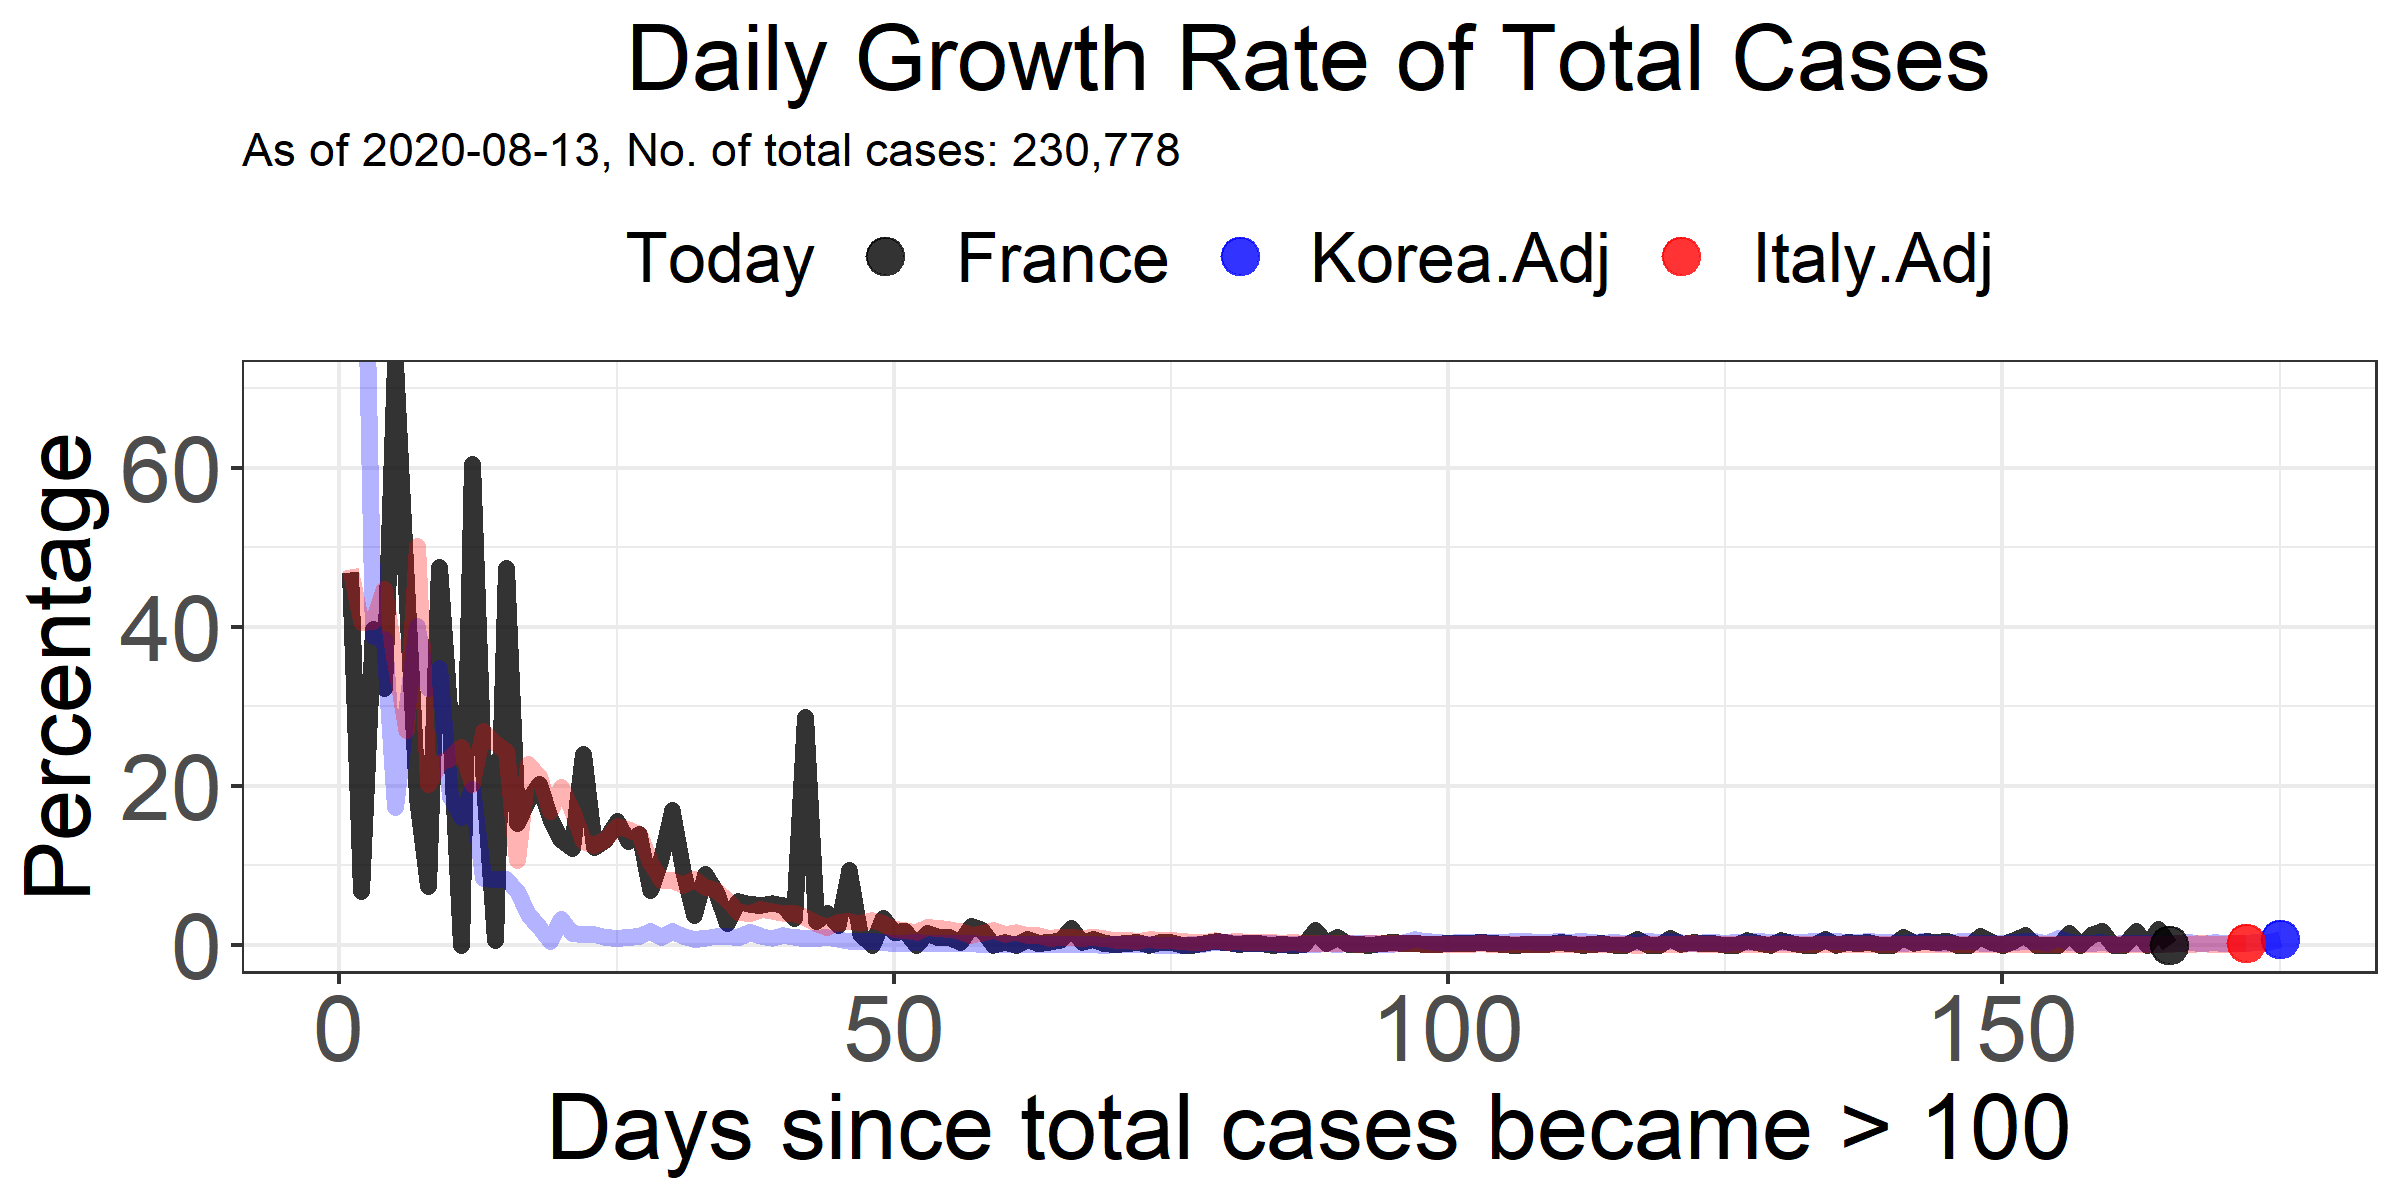 Daily Growth Rate of Total Cases
As of 2020-08-13, No. of total cases: 230,778
Today France Korea.Adj Italy.Adj
Percentage
60
40
20
0
0 50 100 150
Days since total cases became > 100